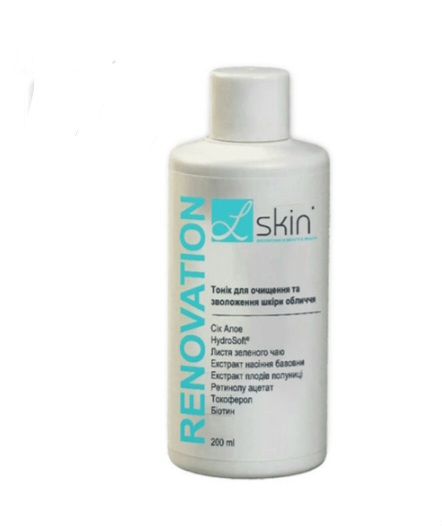 RENOVATION
L skin
Тонік для очищення та
зволоження шкіри обличчя
Сік Алое
HydroSoft®
Листя зеленого чаю
Екстракт насіння бавовни
Екстракт плодів полуниці
Ретинолу ацетат
Токоферол
Біотин
200 ml